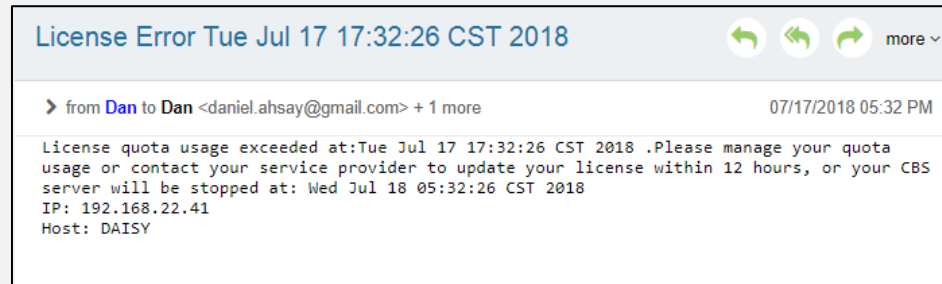 License Error Tue Jul 17 17:32:26 CST 2018
more
from Dan to Dan <daniel.ahsay@gmail.com> + 1 more
07/17/2018 05:32 PM
License quota usage exceeded at:Tue Jul 17 17:32:26 CST 2018 .Please manage your quota
usage or contact your service provider to update your license within 12 hours, or your CBS
server will be stopped at: Wed Jul 18 05:32:26 CST 2018
IP: 192.168.22.41
Host: DAISY